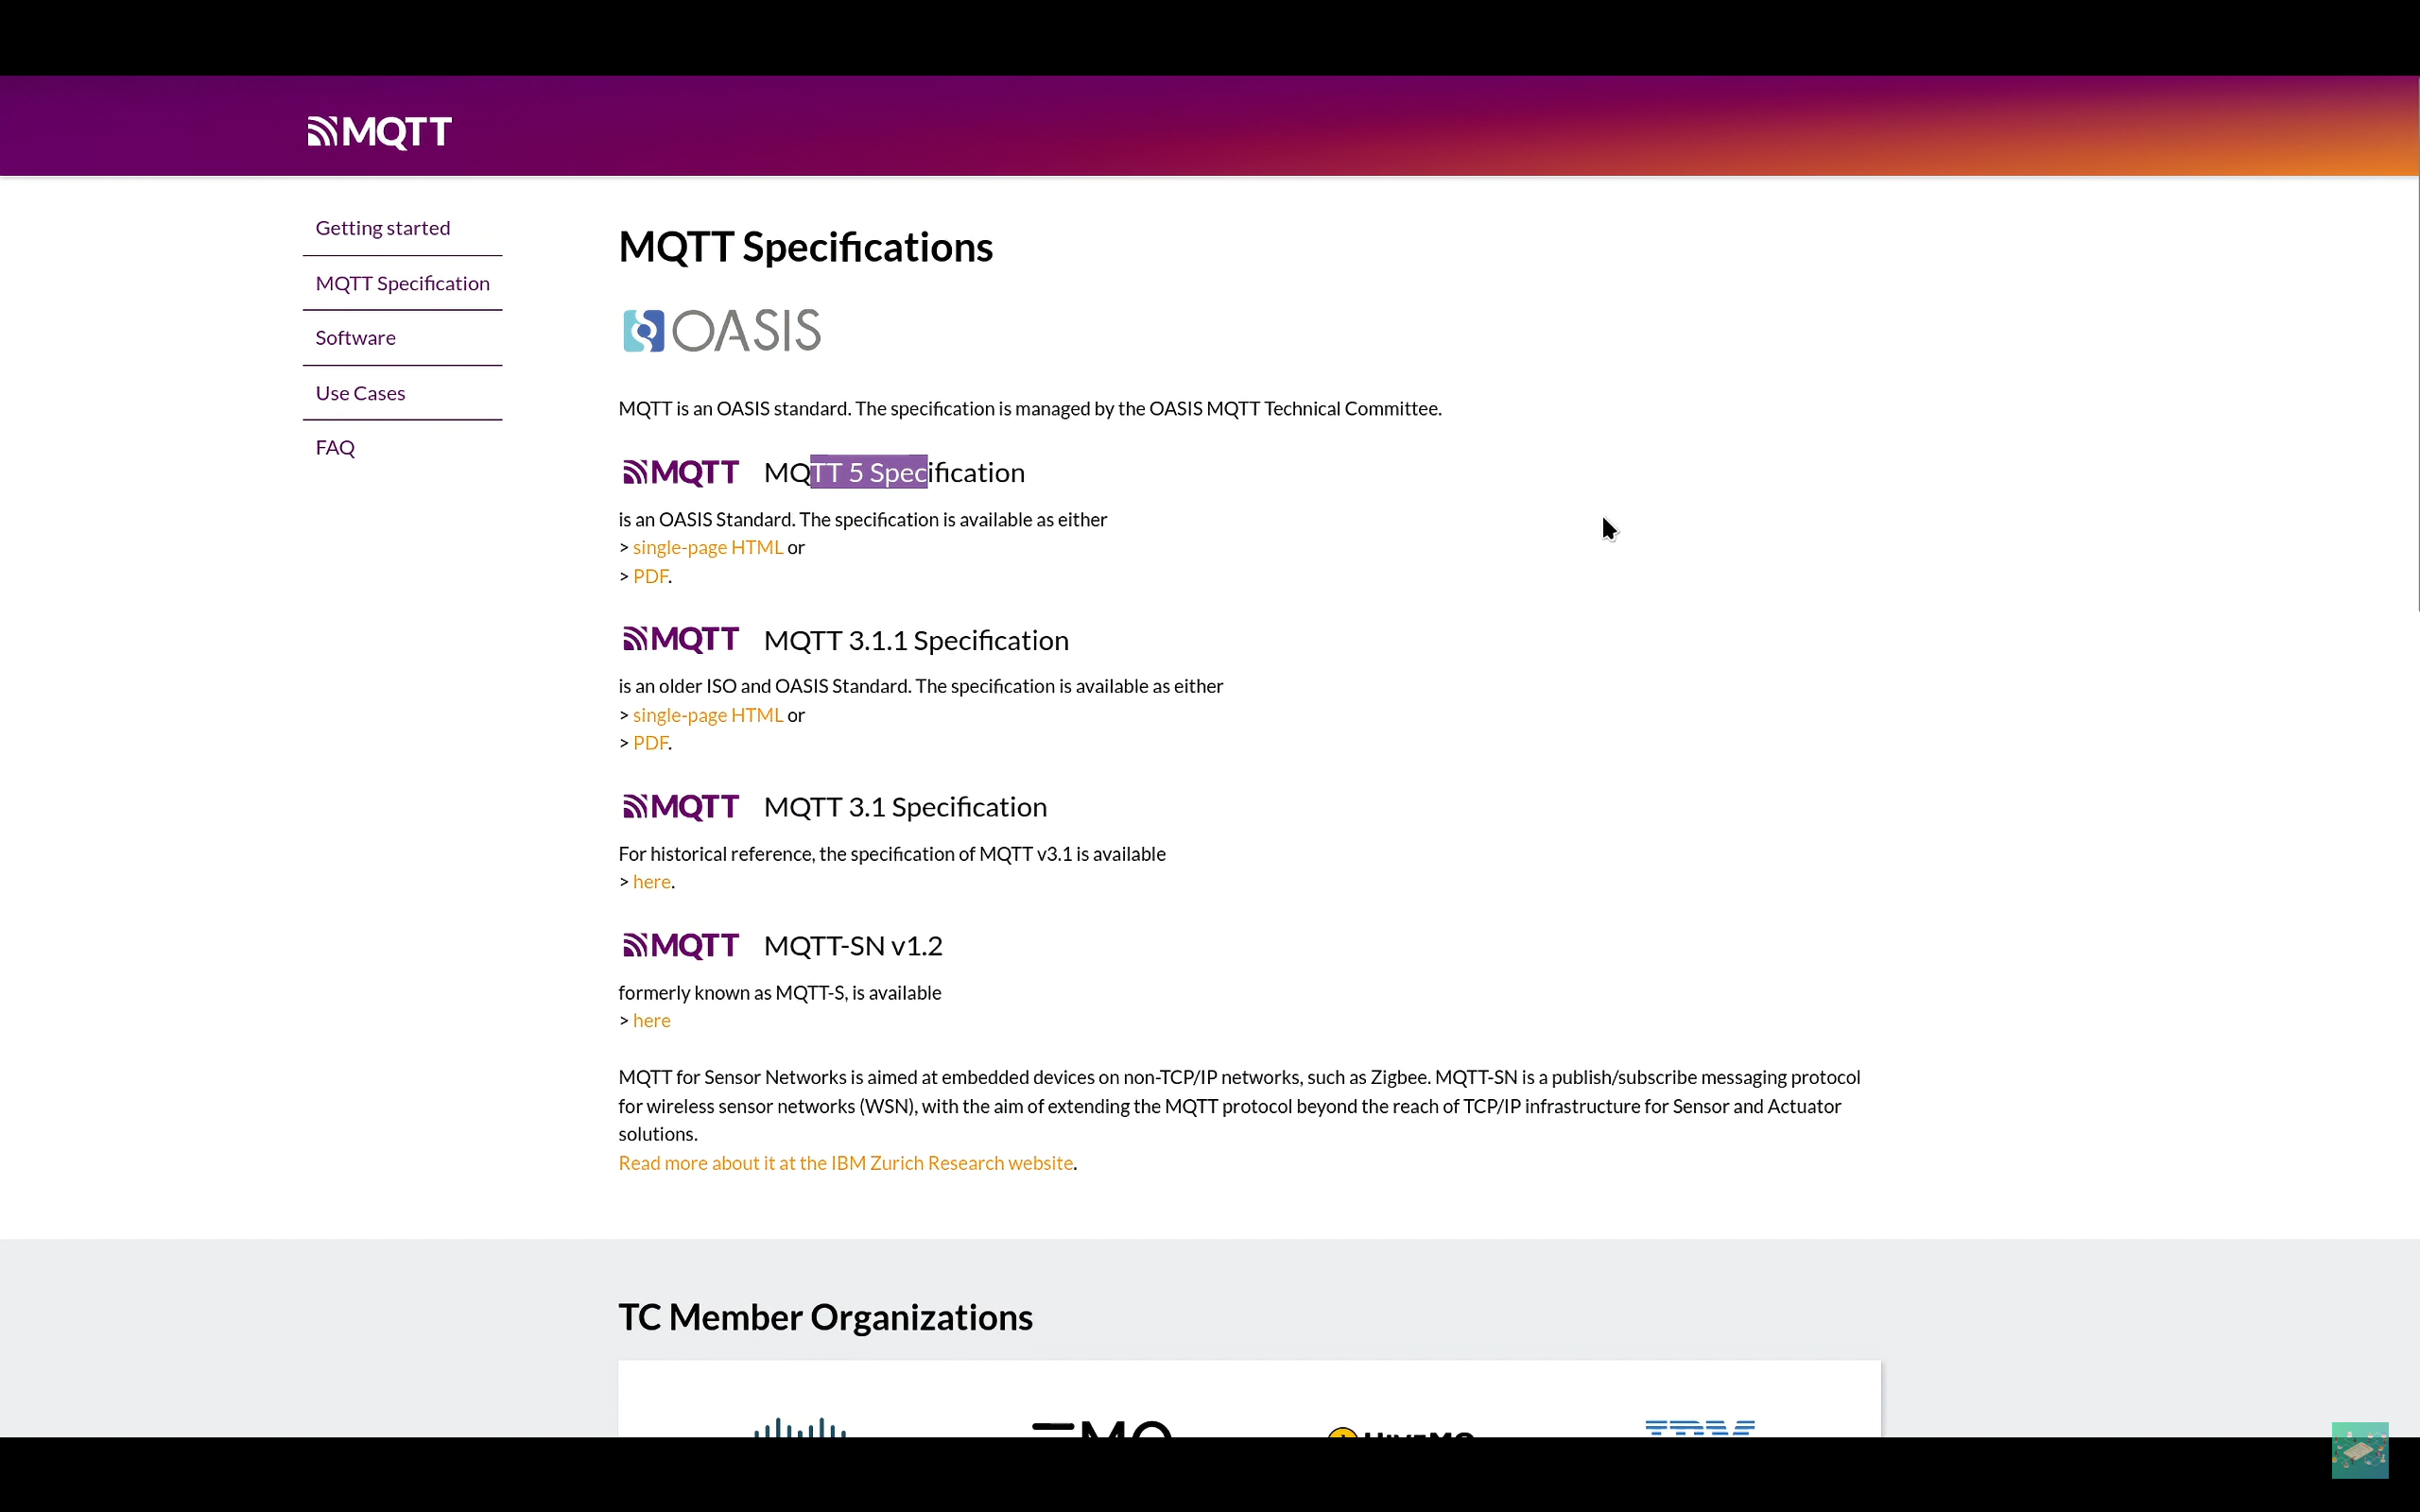 MQTT
Getting started
MQTT Specification
Software
Use Cases
FAQ
MQTT Specifications
OASIS
MQTT is an OASIS standard. The specification is managed by the OASIS MQTT Technical Committee.
MQTT MQTT 5 Specification
is an OASIS Standard. The specification is available as either
> single-page HTML or
> PDF.
MQTT MQTT 3.1.1 Specification
is an older ISO and OASIS Standard. The specification is available as either
> single-page HTML or
> PDF.
MQTT MQTT 3.1 Specification
For historical reference, the specification of MQTT v3.1 is available
> here.
MQTT MQTT-SN v1.2
formerly known as MQTT-S, is available
> here
MQTT for Sensor Networks is aimed at embedded devices on non-TCP/IP networks, such as Zigbee. MQTT-SN is a publish/subscribe messaging protocol
for wireless sensor networks (WSN), with the aim of extending the MQTT protocol beyond the reach of TCP/IP infrastructure for Sensor and Actuator
solutions.
Read more about it at the IBM Zurich Research website.
TC Member Organizations